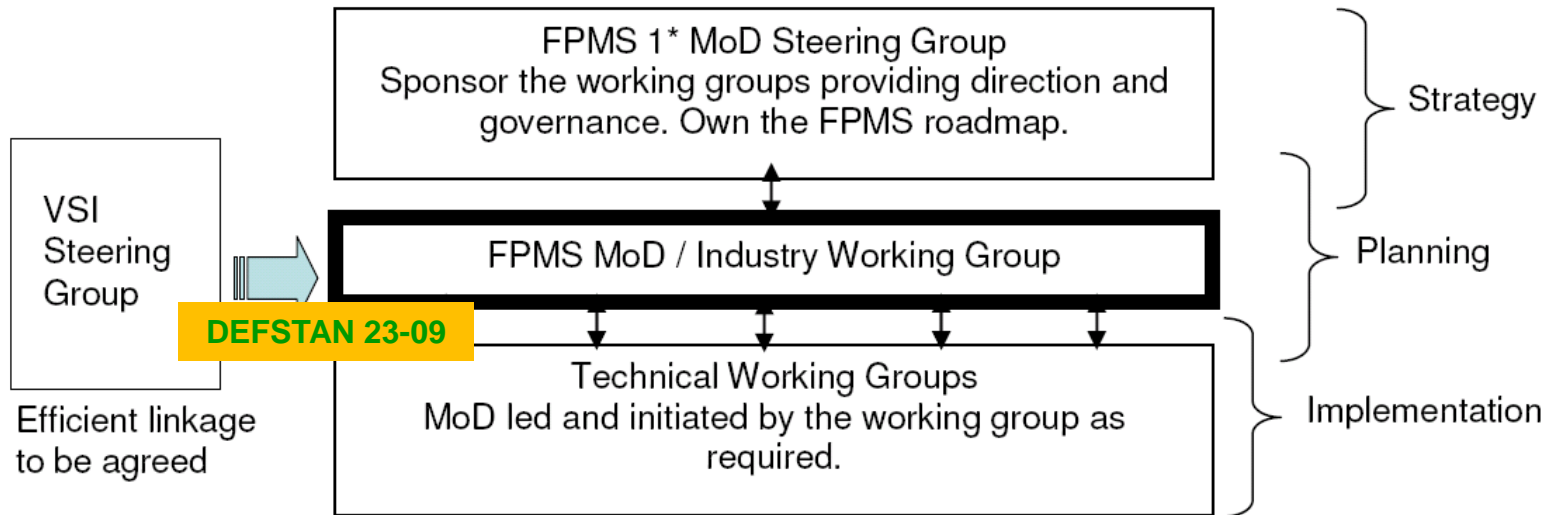 FPMS 1* MoD Steering Group
Sponsor the working groups providing direction and
governance. Own the FPMS roadmap.
Strategy
VSI
Steering
Group
FPMS MoD / Industry Working Group
Planning
DEFSTAN 23-09
Technical Working Groups
MoD led and initiated by the working group as
required.
Implementation
Efficient linkage
to be agreed